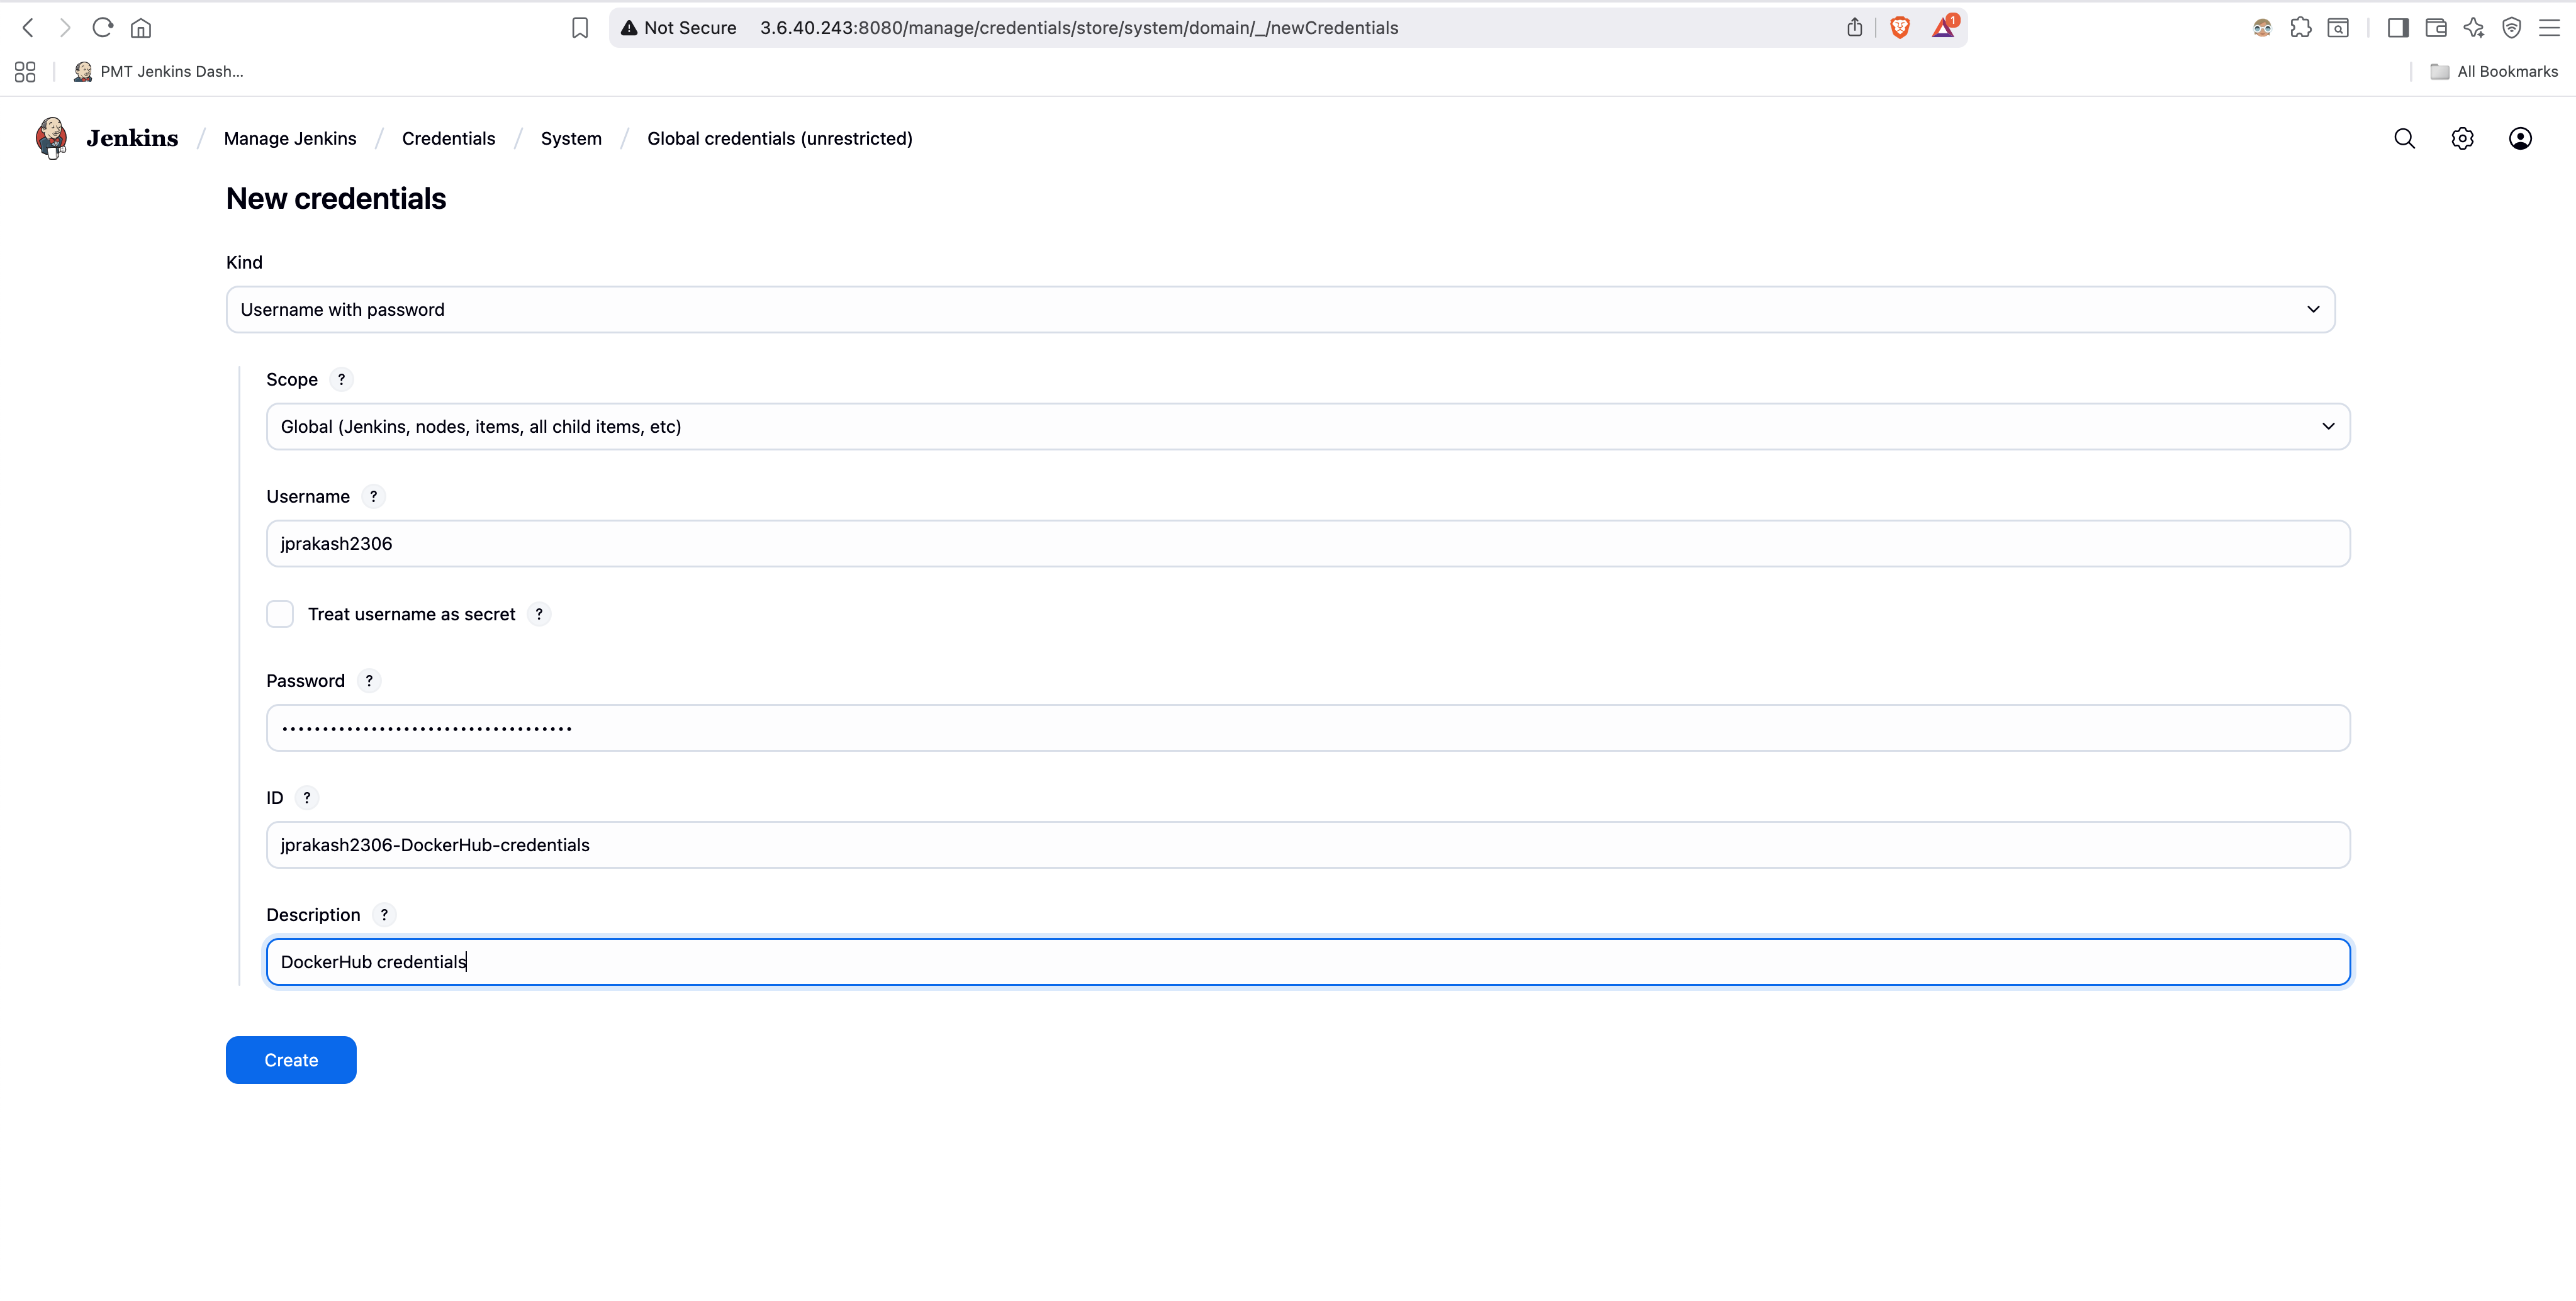 Not Secure 3.6.40.243:8080/manage/credentials/store/system/domain/_/newCredentials
1
PMT Jenkins Dash...
All Bookmarks
Jenkins / Manage Jenkins / Credentials / System / Global credentials (unrestricted)
New credentials
Kind
Username with password
Scope ?
Global (Jenkins, nodes, items, all child items, etc)
Username ?
jprakash2306
Treat username as secret ?
Password ?
••••••••••••••••••••••••••••••••••••
ID ?
jprakash2306-DockerHub-credentials
Description ?
DockerHub credentials
Create